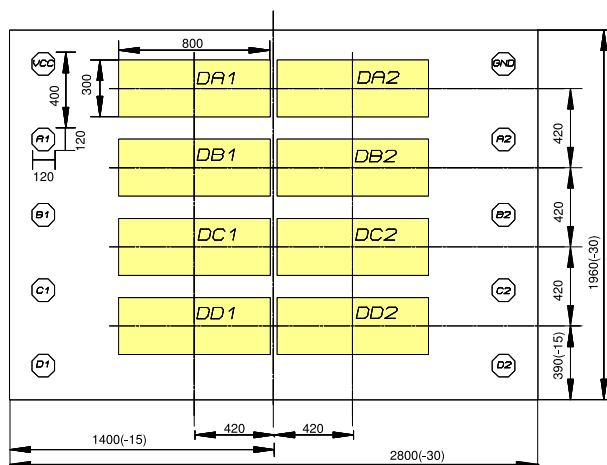 800
VCC
DA1
DA2
GND
300
400
A1
120
120
A2
420
DB1
DB2
B1
B2
420
1960(-30)
DC1
DC2
C1
C2
420
DD1
DD2
D1
D2
390(-15)
420
420
1400(-15)
2800(-30)